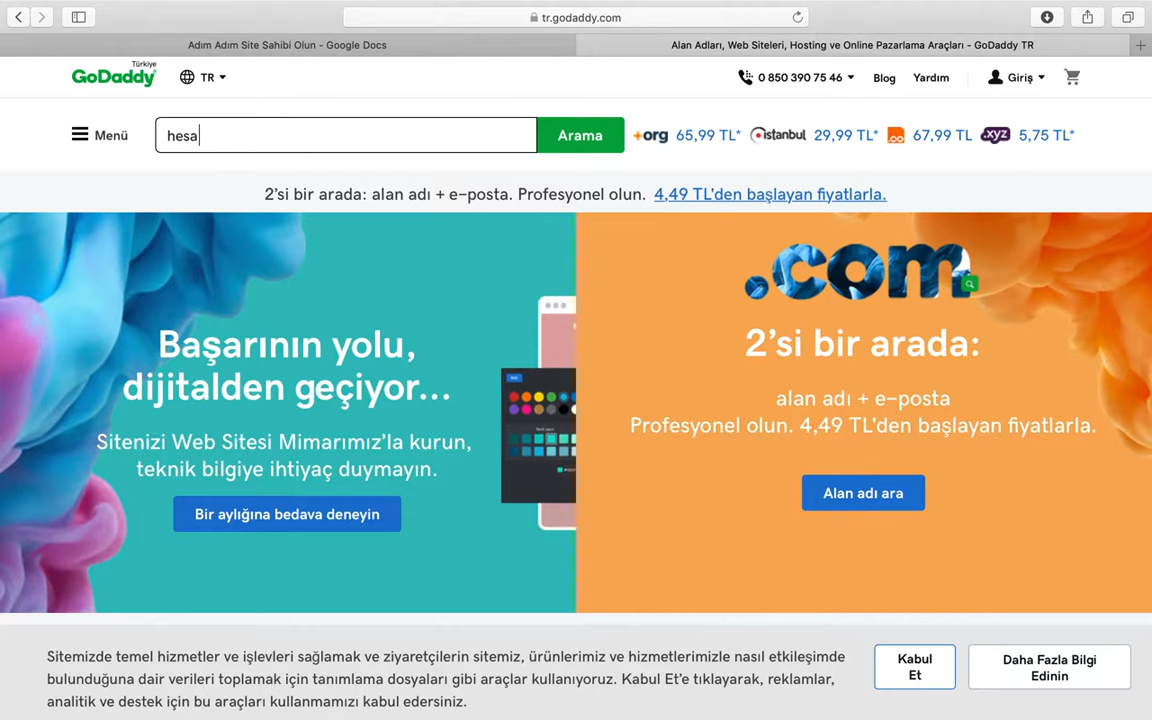 tr.godaddy.com
Adım Adım Site Sahibi Olun - Google Docs
Alan Adları, Web Siteleri, Hosting ve Online Pazarlama Araçları - GoDaddy TR
Türkiye
GoDaddy
TR
0 850 390 75 46
Blog
Yardım
Giriş
Menü
hesa
Arama
org 65,99 TL*
istanbul 29,99 TL*
67,99 TL
xyz 5,75 TL*
2'si bir arada: alan adı + e-posta. Profesyonel olun. 4,49 TL'den başlayan fiyatlarla.
Başarının yolu,
dijitalden geçiyor...
Sitenizi Web Sitesi Mimarımız'la kurun,
teknik bilgiye ihtiyaç duymayın.
Bir aylığına bedava deneyin
.com
2'si bir arada:
alan adı + e-posta
Profesyonel olun. 4,49 TL'den başlayan fiyatlarla.
Alan adı ara
Sitemizde temel hizmetler ve işlevleri sağlamak ve ziyaretçilerin sitemiz, ürünlerimiz ve hizmetlerimizle nasıl etkileşimde
bulunduğuna dair verileri toplamak için tanımlama dosyaları gibi araçlar kullanıyoruz. Kabul Et'e tıklayarak, reklamlar,
analitik ve destek için bu araçları kullanmamızı kabul edersiniz.
Kabul
Et
Daha Fazla Bilgi
Edinin